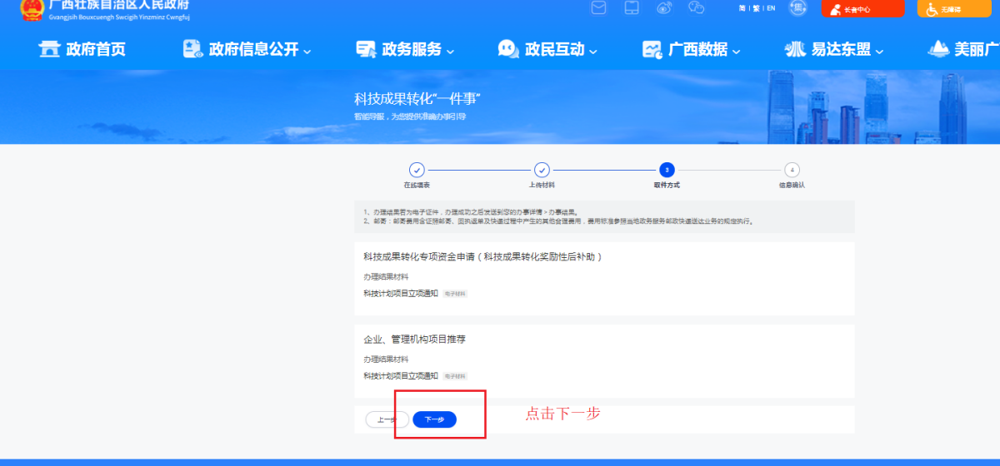 广西壮族自治区人民政府
Gvangjsih Bouxcuengh Swcigih Yinzminz Cwngfuj
简 | 繁 | EN
长者中心
无障碍
政府首页
政府信息公开
政务服务
政民互动
广西数据
易达东盟
美丽广
科技成果转化“一件事”
智能导服，为您提供准确办事引导
3
4
在线填表
上传材料
取件方式
信息确认
1、办理结果若为电子证件，办理成功之后发送到您的办事详情＞办事结果。
2、邮寄：邮寄费用含证照邮寄、回执返单及快递过程中产生的其他合理费用，费用标准参照当地政务服务邮政快递送达业务的规定执行。
科技成果转化专项资金申请（科技成果转化奖励性后补助）
办理结果材料
科技计划项目立项通知 电子材料
企业、管理机构项目推荐
办理结果材料
科技计划项目立项通知 电子材料
上一步
下一步
点击下一步